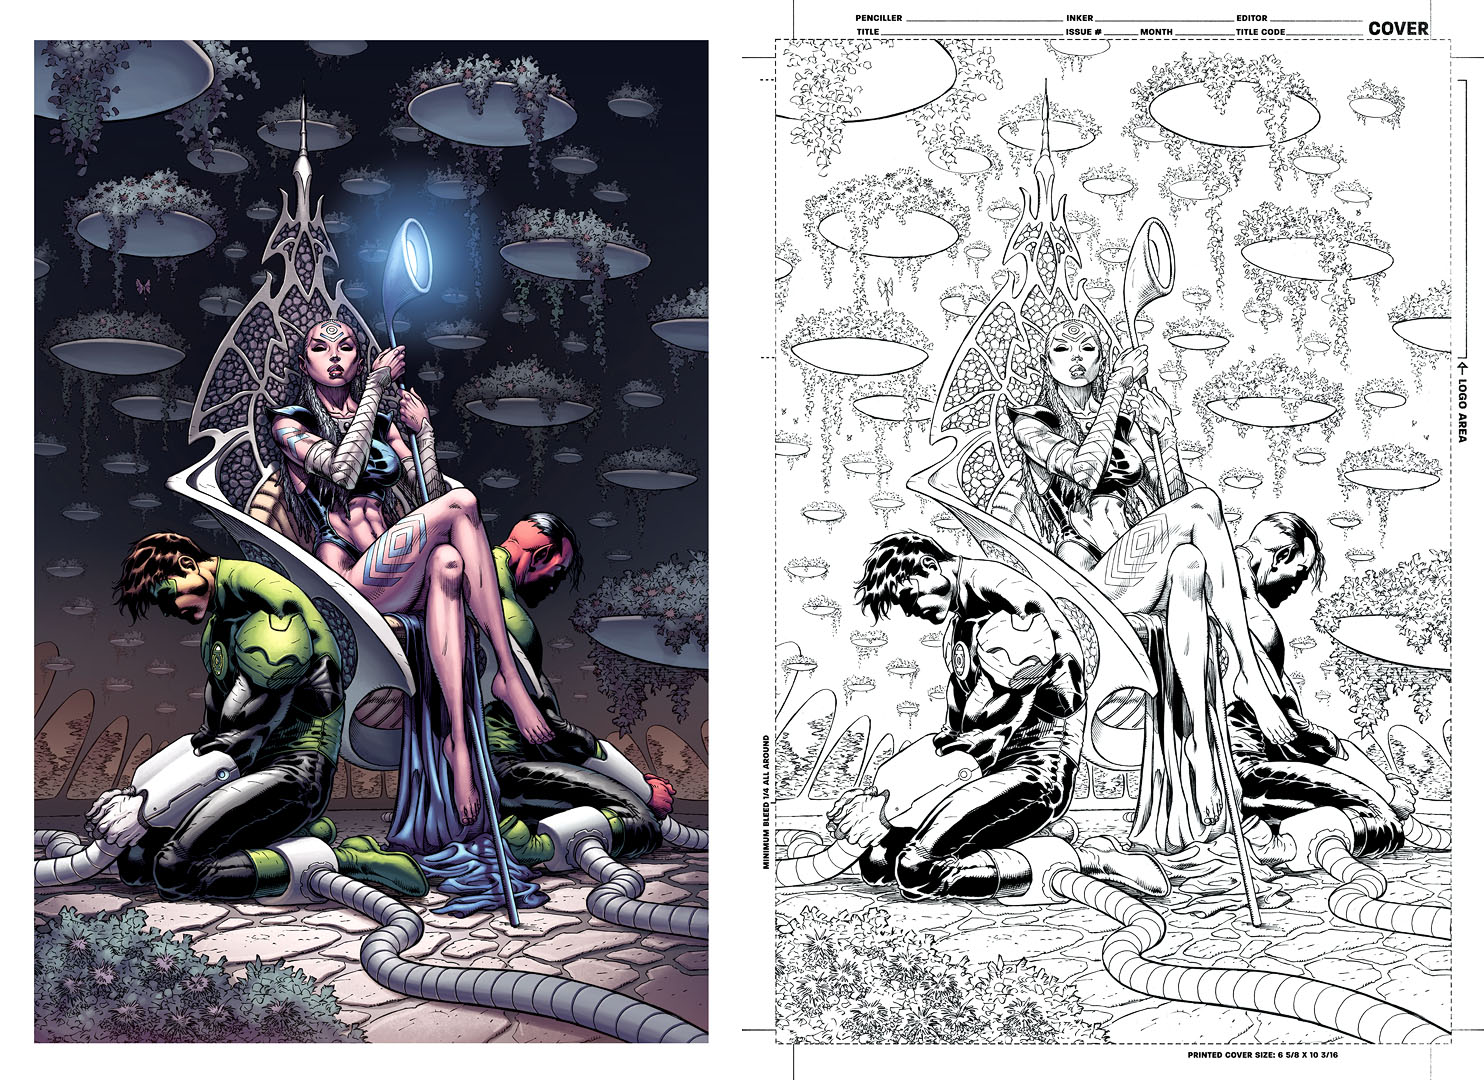 PENCILLER INKER EDITOR
TITLE ISSUE # MONTH TITLE CODE COVER
LOGO AREA
MINIMUM BLEED 1/4 ALL AROUND
PRINTED COVER SIZE: 6 5/8 X 10 3/16